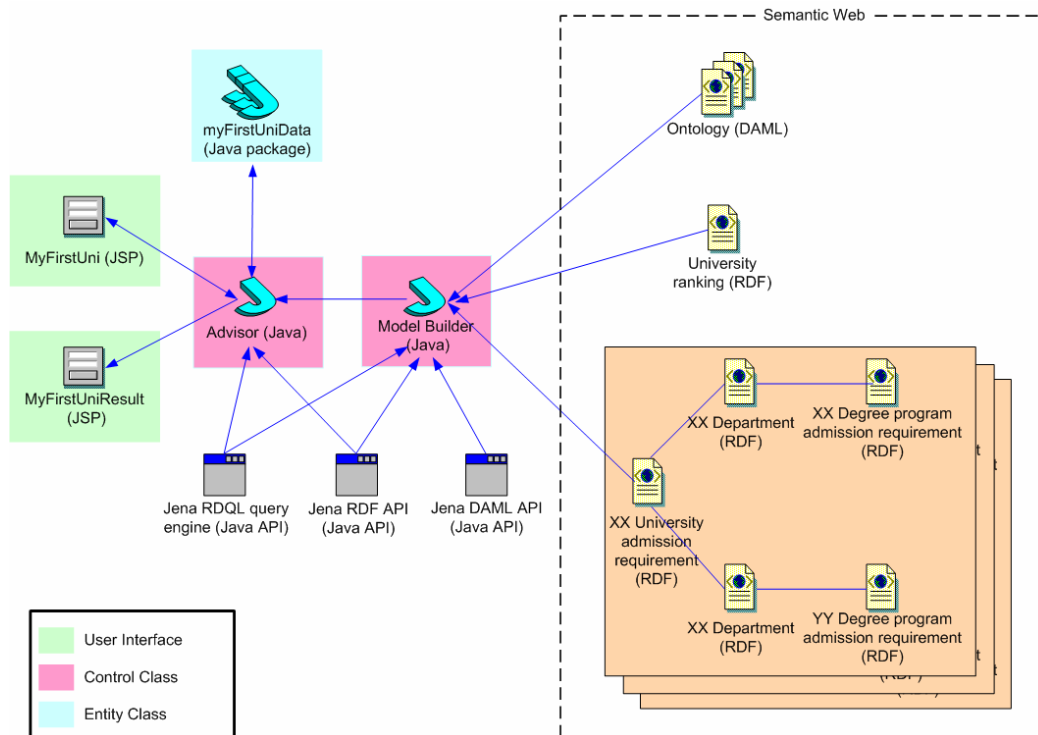 Semantic Web
myFirstUniData
(Java package)
Ontology (DAML)
MyFirstUni (JSP)
University
ranking (RDF)
Advisor (Java)
Model Builder
(Java)
MyFirstUniResult
(JSP)
XX Department
(RDF)
XX Degree program
admission requirement
(RDF)
Jena RDQL query
engine (Java API)
Jena RDF API
(Java API)
Jena DAML API
(Java API)
XX University
admission
requirement
(RDF)
XX Department
(RDF)
YY Degree program
admission requirement
(RDF)
User Interface
Control Class
Entity Class